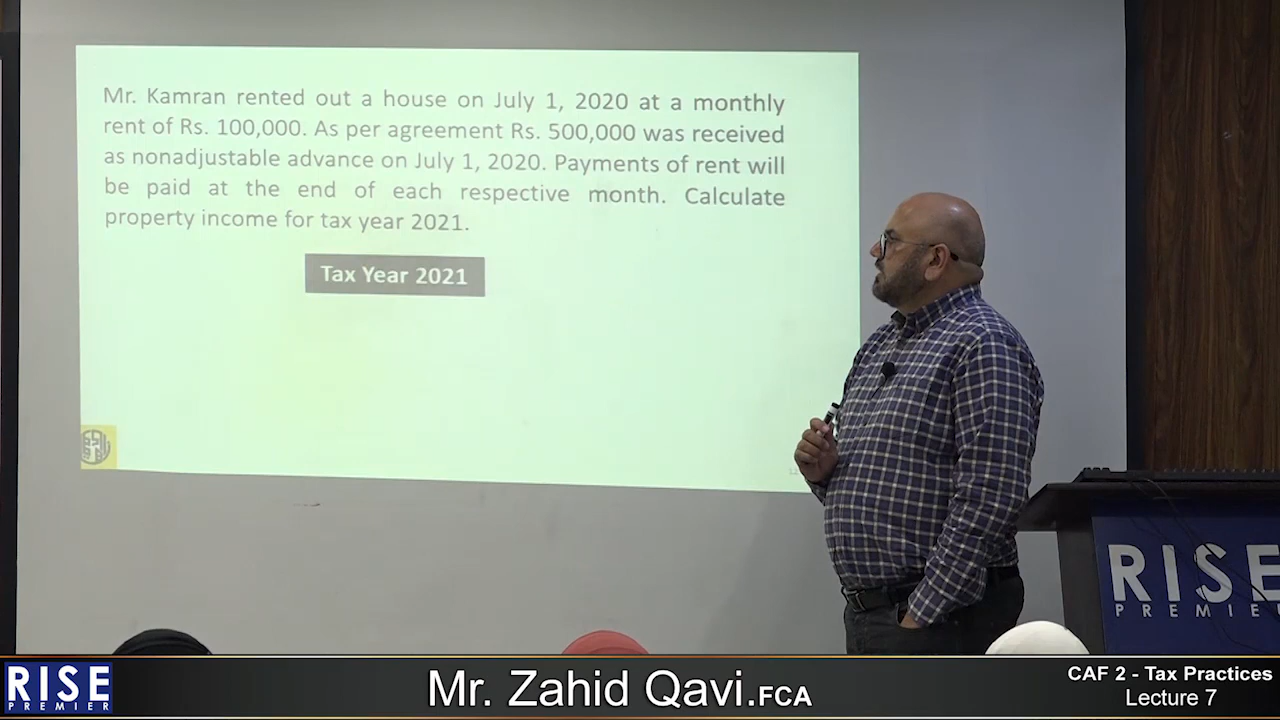 Mr. Kamran rented out a house on July 1, 2020 at a monthly
rent of Rs. 100,000. As per agreement Rs. 500,000 was received
as nonadjustable advance on July 1, 2020. Payments of rent will
be paid at the end of each respective month. Calculate
property income for tax year 2021.
Tax Year 2021
RISE
PREMIE
RISE
PREMIER
Mr. Zahid Qavi.FCA
CAF 2 - Tax Practices
Lecture 7